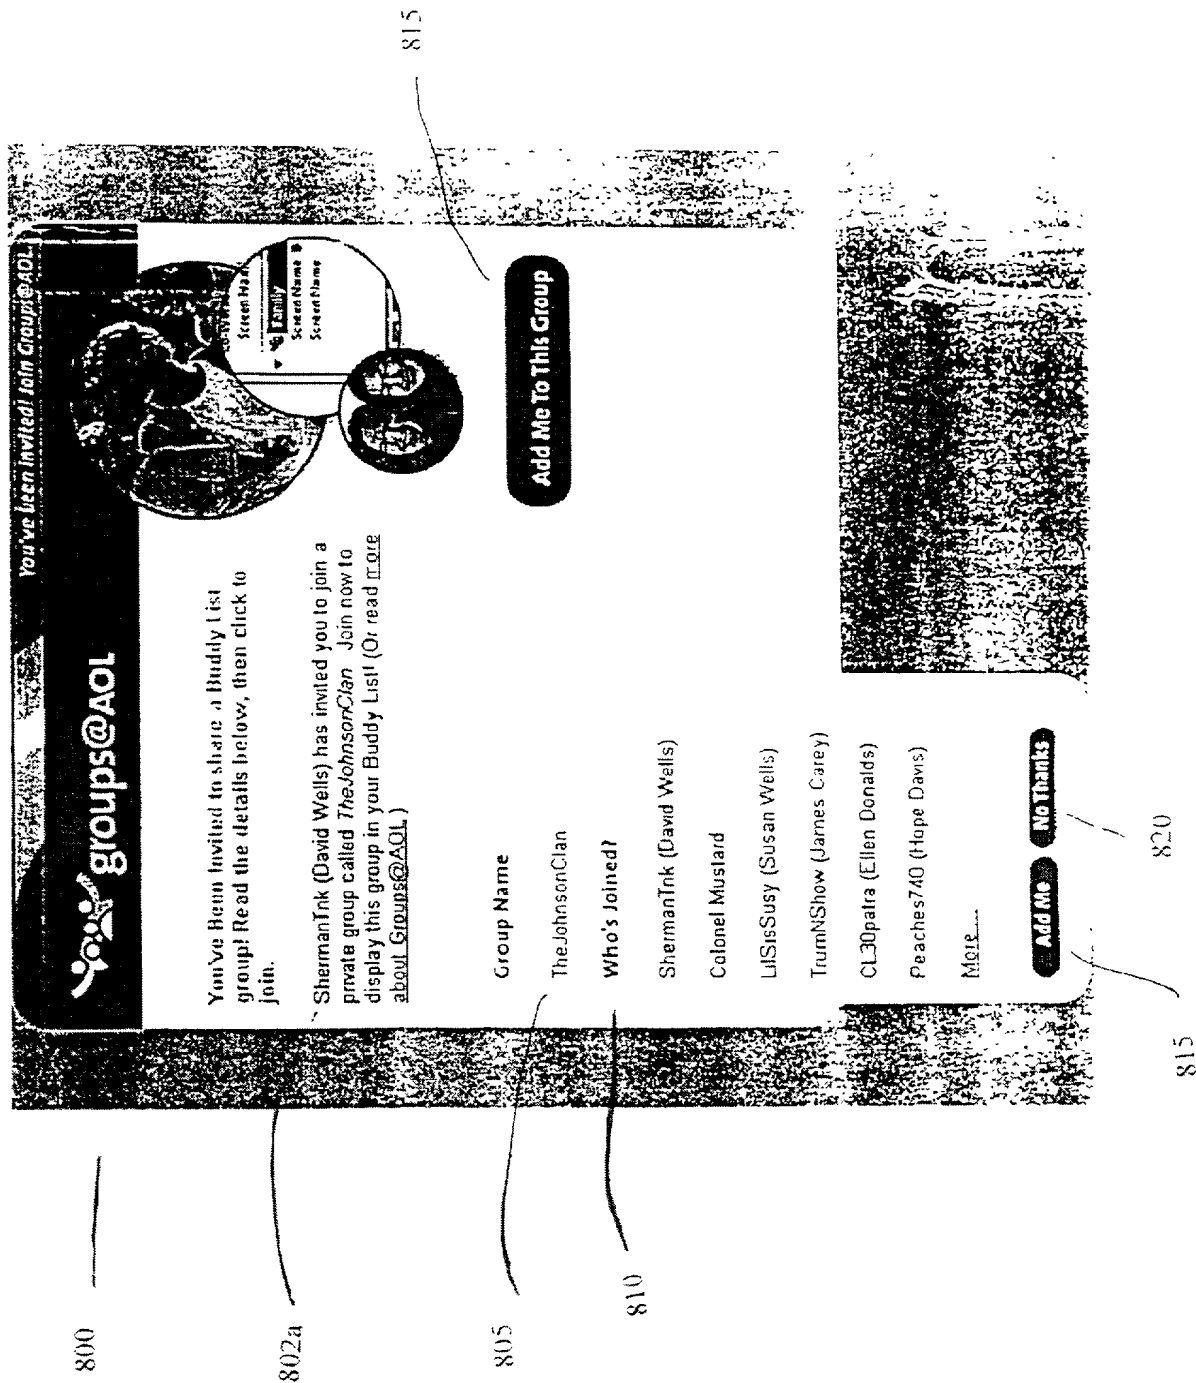 You've been invited! Join Groups@AOL
groups@AOL
You've Been Invited to share a Buddy List
group! Read the details below, then click to
join.
ShermanTnk (David Wells) has invited you to join a
private group called TheJohnsonClan Join now to
display this group in your Buddy List! (Or read more
about Groups@AOL.)
Screen Nam
Family
Screen Name
Screen Name
Add Me To This Group
Group Name
TheJohnsonClan
Who's Joined?
ShermanTnk (David Wells)
Colonel Mustard
LilSisSusy (Susan Wells)
TrumNShow (James Carey)
CL30patra (Ellen Donalds)
Peaches740 (Hope Davis)
More...
Add Me
No Thanks
800
802a
805
810
815
815
820